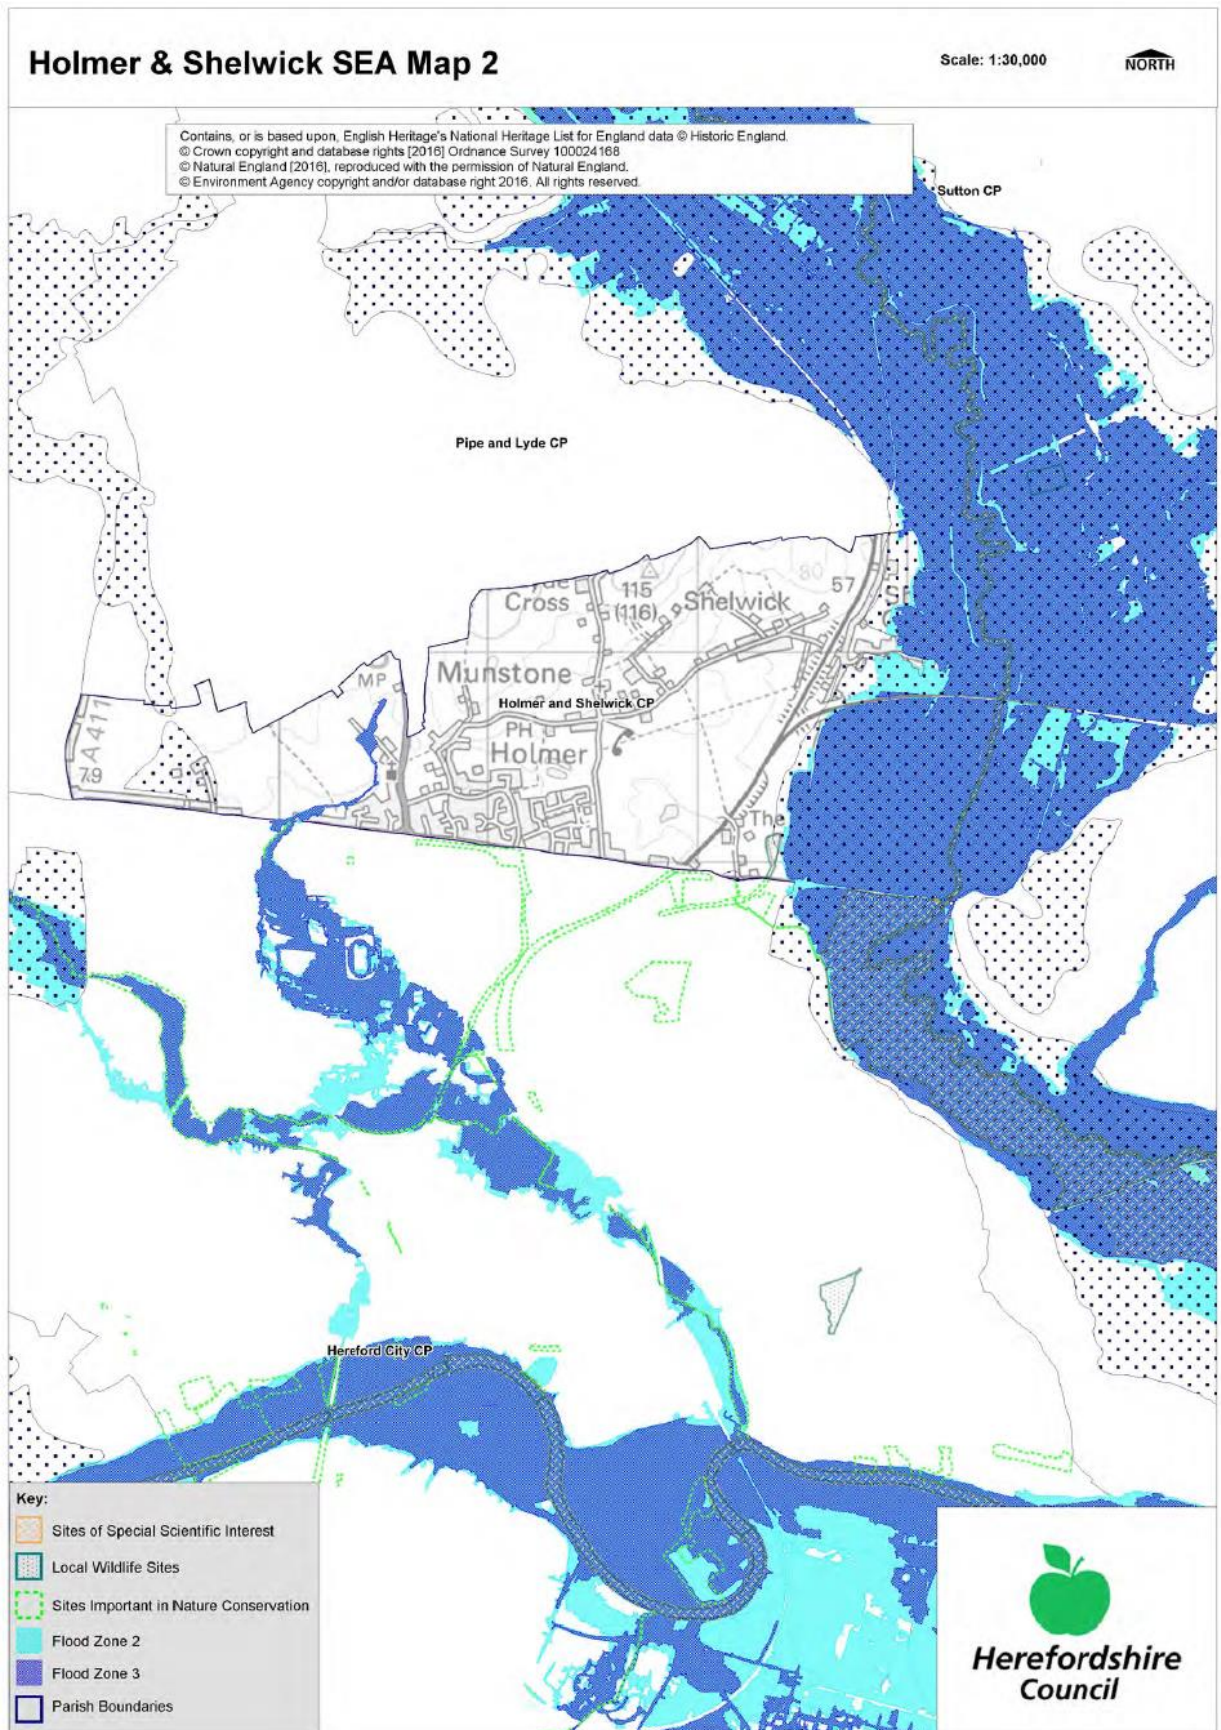 Holmer & Shelwick SEA Map 2
Scale: 1:30,000
NORTH
Contains, or is based upon, English Heritage's National Heritage List for England data © Historic England.
© Crown copyright and database rights [2016] Ordnance Survey 100024168
© Natural England [2016], reproduced with the permission of Natural England.
© Environment Agency copyright and/or database right 2016. All rights reserved.
Sutton CP
Pipe and Lyde CP
Cross
115
(116)
Shelwick
80
57
MP
Munstone
Holmer and Shelwick CP
PH
Holmer
A 411
79
The
Hereford City CP
Key:
Sites of Special Scientific Interest
Local Wildlife Sites
Sites Important in Nature Conservation
Flood Zone 2
Flood Zone 3
Parish Boundaries
Herefordshire
Council